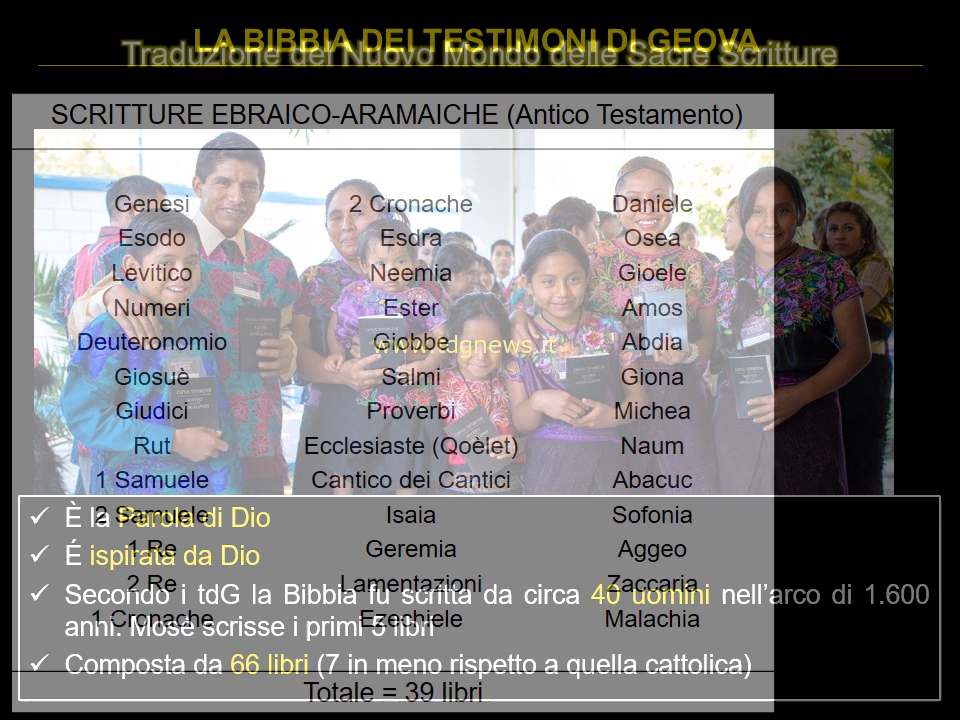 LA BIBBIA DEI TESTIMONI DI GEOVA
Traduzione del Nuovo Mondo delle Sacre Scritture
SCRITTURE EBRAICO-ARAMAICHE (Antico Testamento)
Genesi 2 Cronache Daniele
Esodo Esdra Osea
Levitico Neemia Gioele
Numeri Ester Amos
Deuteronomio Giobbe Abdia
www.tdgnews.it
Giosuè Salmi Giona
Giudici Proverbi Michea
Rut Ecclesiaste (Qoèlet) Naum
1 Samuele Cantico dei Cantici Abacuc
2 Samuele Isaia Sofonia
1 Re Geremia Aggeo
2 Re Lamentazioni Zaccaria
1 Cronache Ezechiele Malachia
Totale = 39 libri
È la Parola di Dio
É ispirata da Dio
Secondo i tdG la Bibbia fu scritta da circa 40 uomini nell’arco di 1.600
anni. Mosè scrisse i primi 5 libri
Composta da 66 libri (7 in meno rispetto a quella cattolica)